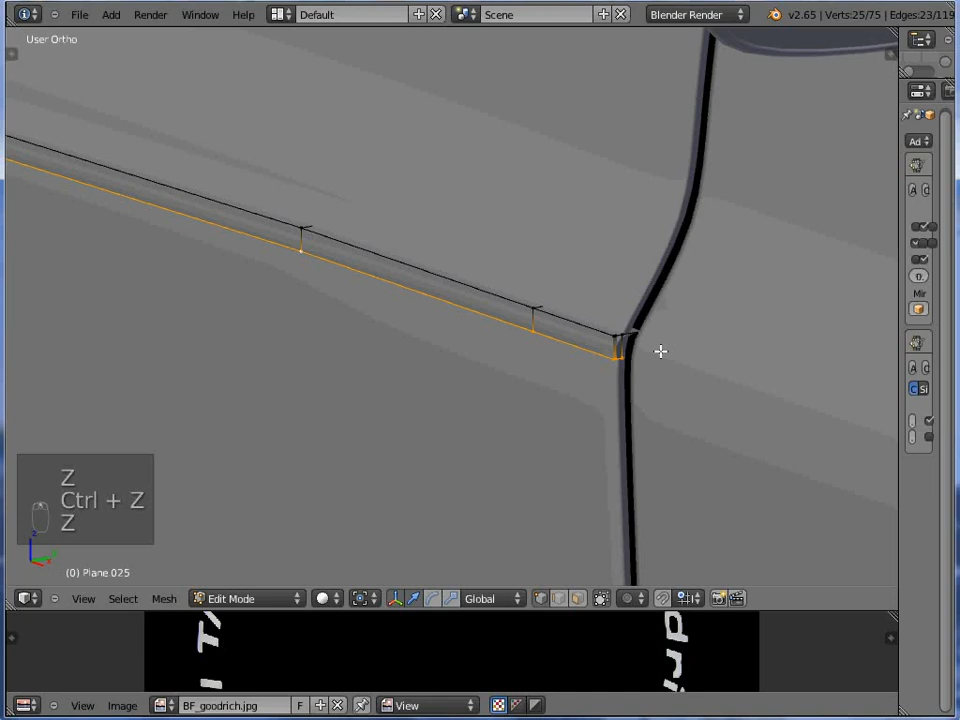 File Add Render Window Help Default Scene Blender Render v2.65 | Verts:25/75 | Edges:23/119
User Ortho
Ad
Mir
Si
Z
Ctrl + Z
Z
(0) Plane 025
View Select Mesh Edit Mode Global
View Image BF_goodrich.jpg F View